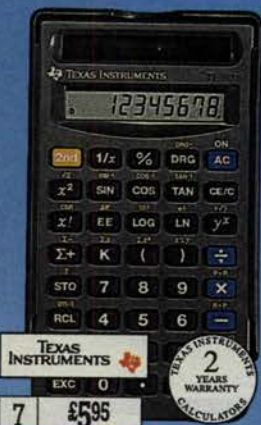 TEXAS INSTRUMENTS
12345678.
ON
2nd 1/x % DRG AC
x² SIN COS TAN CE/C
x! EE LOG LN yˣ
Σ+ K ( ) ÷
STO 7 8 9 X
RCL 4 5 6 −
TEXAS
INSTRUMENTS
TEXAS INSTRUMENTS
2
YEARS
WARRANTY
CALCULATORS
EXC 0 .
7 £5.95